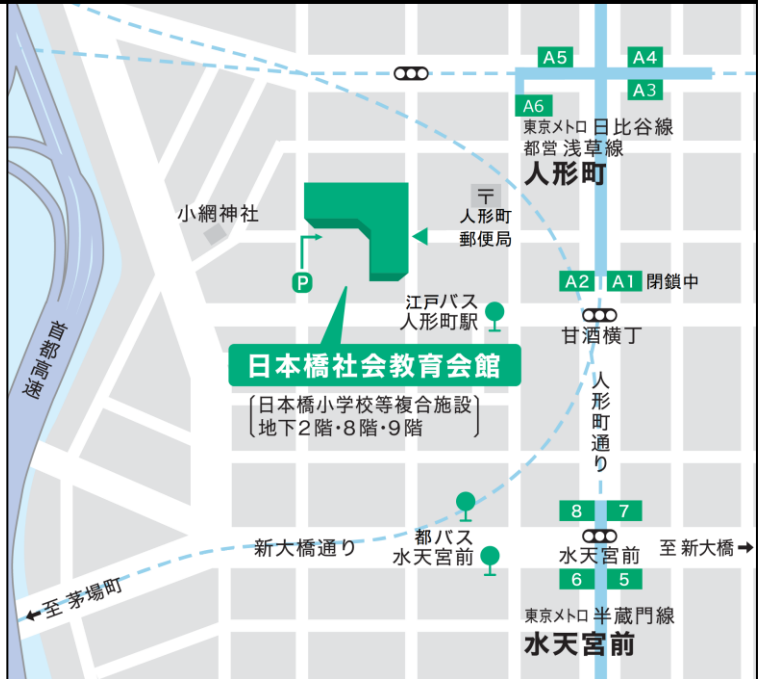 A5
A4
A3
A6
東京メトロ 日比谷線
都営 浅草線
人形町
〒
人形町
郵便局
小網神社
P
A2
A1 閉鎖中
江戸バス
人形町駅
甘酒横丁
首都高速
日本橋社会教育会館
日本橋小学校等複合施設
地下2階・8階・9階
人形町通り
8
7
都バス
水天宮前
新大橋通り
水天宮前
至 新大橋→
6
5
←至 茅場町
東京メトロ 半蔵門線
水天宮前